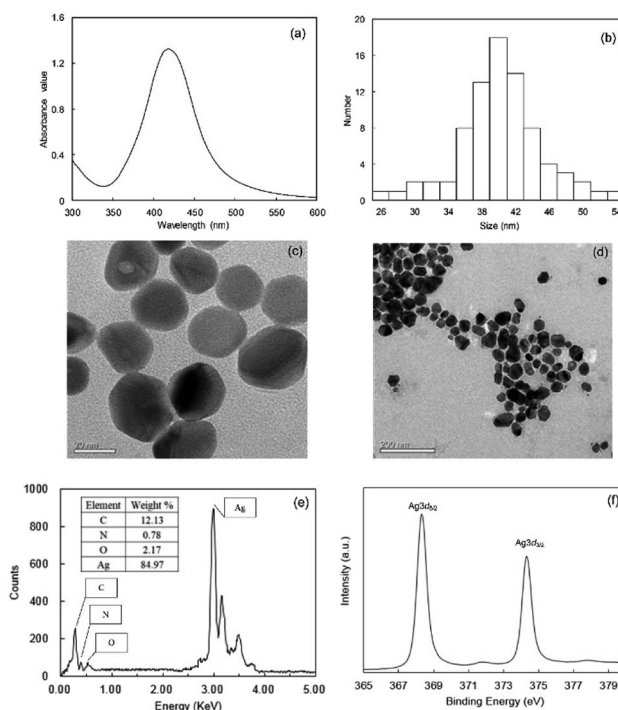 (a)
Absorbance value
1.6
1.2
0.8
0.4
0
300 350 400 450 500 550 600
Wavelength (nm)
(b)
Number
20
16
12
8
4
0
26 30 34 38 42 46 50 54
Size (nm)
(c)
20 nm
(d)
200 nm
(e)
Counts
1000
800
600
400
200
0
Element Weight %
C 12.13
N 0.78
O 2.17
Ag 84.97
Ag
C
N
O
0.00 1.00 2.00 3.00 4.00 5.00
Energy (KeV)
(f)
Intensity (a.u.)
Ag3d5/2
Ag3d3/2
365 367 369 371 373 375 377 379
Binding Energy (eV)